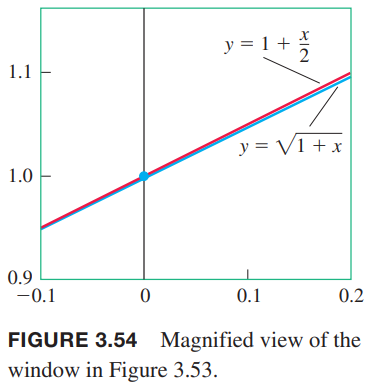 y = 1 + x/2
1.1
y = √(1 + x)
1.0
0.9
−0.1 0 0.1 0.2
FIGURE 3.54 Magnified view of the
window in Figure 3.53.